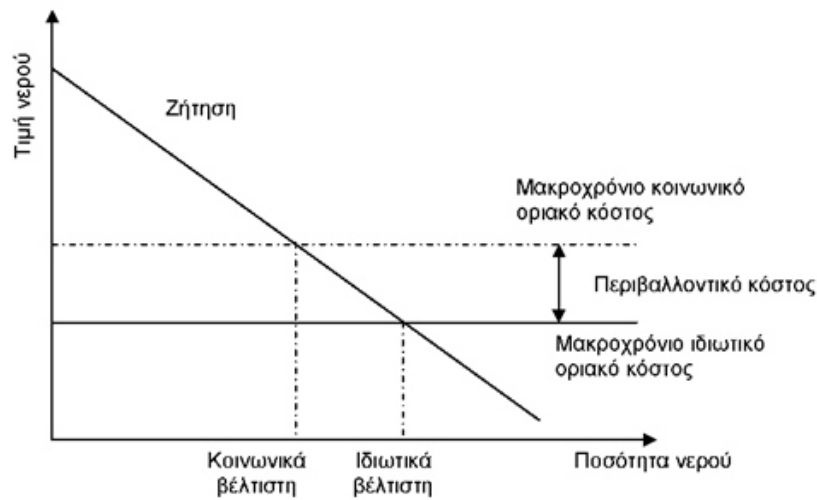 Τιμή νερού
Ζήτηση
Μακροχρόνιο κοινωνικό
οριακό κόστος
Περιβαλλοντικό κόστος
Μακροχρόνιο ιδιωτικό
οριακό κόστος
Κοινωνικά
βέλτιστη
Ιδιωτικά
βέλτιστη
Ποσότητα νερού